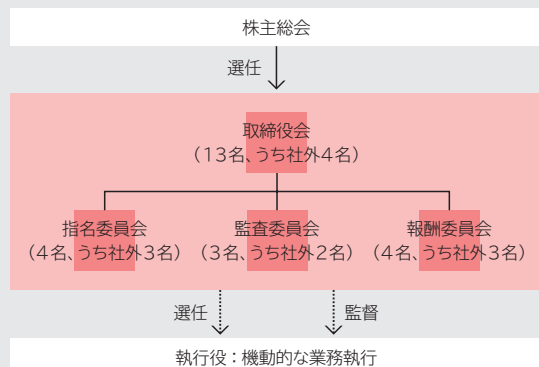 株主総会
選任
取締役会
（13名、うち社外4名）
指名委員会
（4名、うち社外3名）
監査委員会
（3名、うち社外2名）
報酬委員会
（4名、うち社外3名）
選任
監督
執行役：機動的な業務執行